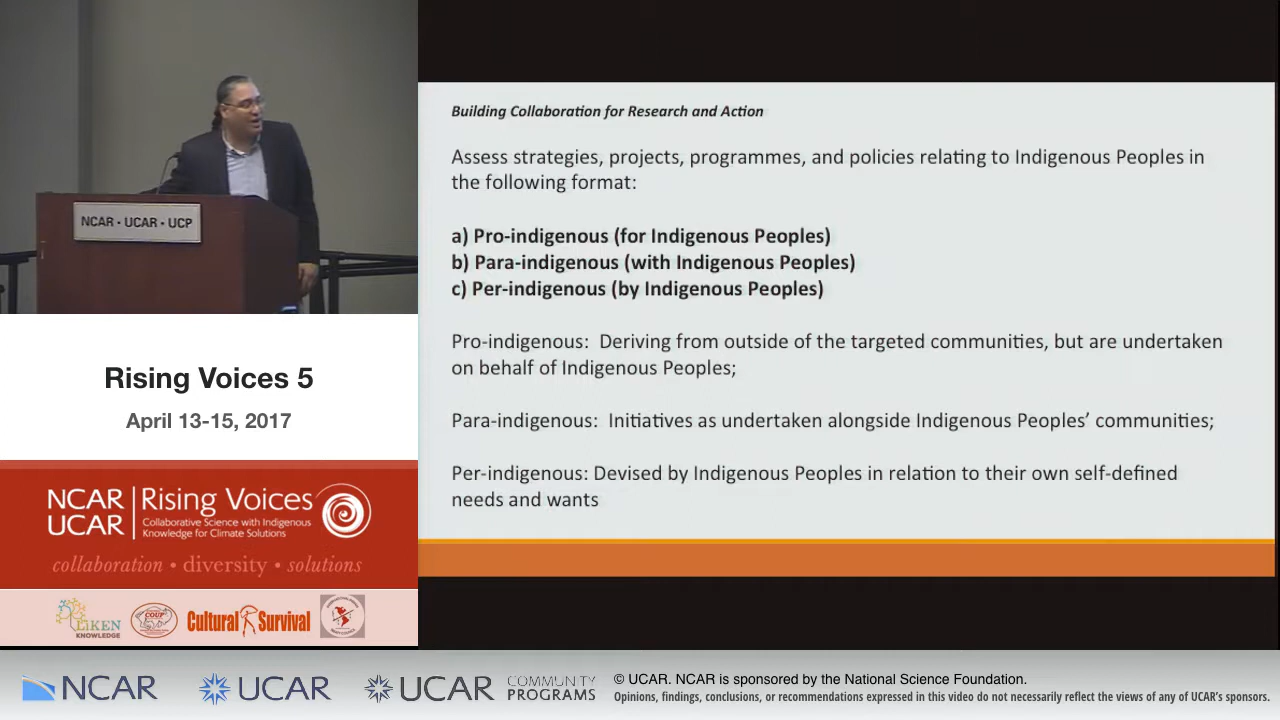 NCAR • UCAR • UCP
Rising Voices 5
April 13-15, 2017
NCAR
UCAR
Rising Voices
Collaborative Science with Indigenous
Knowledge for Climate Solutions
collaboration • diversity • solutions
LiKEN
KNOWLEDGE
Cultural Survival
Building Collaboration for Research and Action
Assess strategies, projects, programmes, and policies relating to Indigenous Peoples in
the following format:
a) Pro-indigenous (for Indigenous Peoples)
b) Para-indigenous (with Indigenous Peoples)
c) Per-indigenous (by Indigenous Peoples)
Pro-indigenous: Deriving from outside of the targeted communities, but are undertaken
on behalf of Indigenous Peoples;
Para-indigenous: Initiatives as undertaken alongside Indigenous Peoples’ communities;
Per-indigenous: Devised by Indigenous Peoples in relation to their own self-defined
needs and wants
NCAR
UCAR
UCAR
COMMUNITY
PROGRAMS
© UCAR. NCAR is sponsored by the National Science Foundation.
Opinions, findings, conclusions, or recommendations expressed in this video do not necessarily reflect the views of any of UCAR's sponsors.